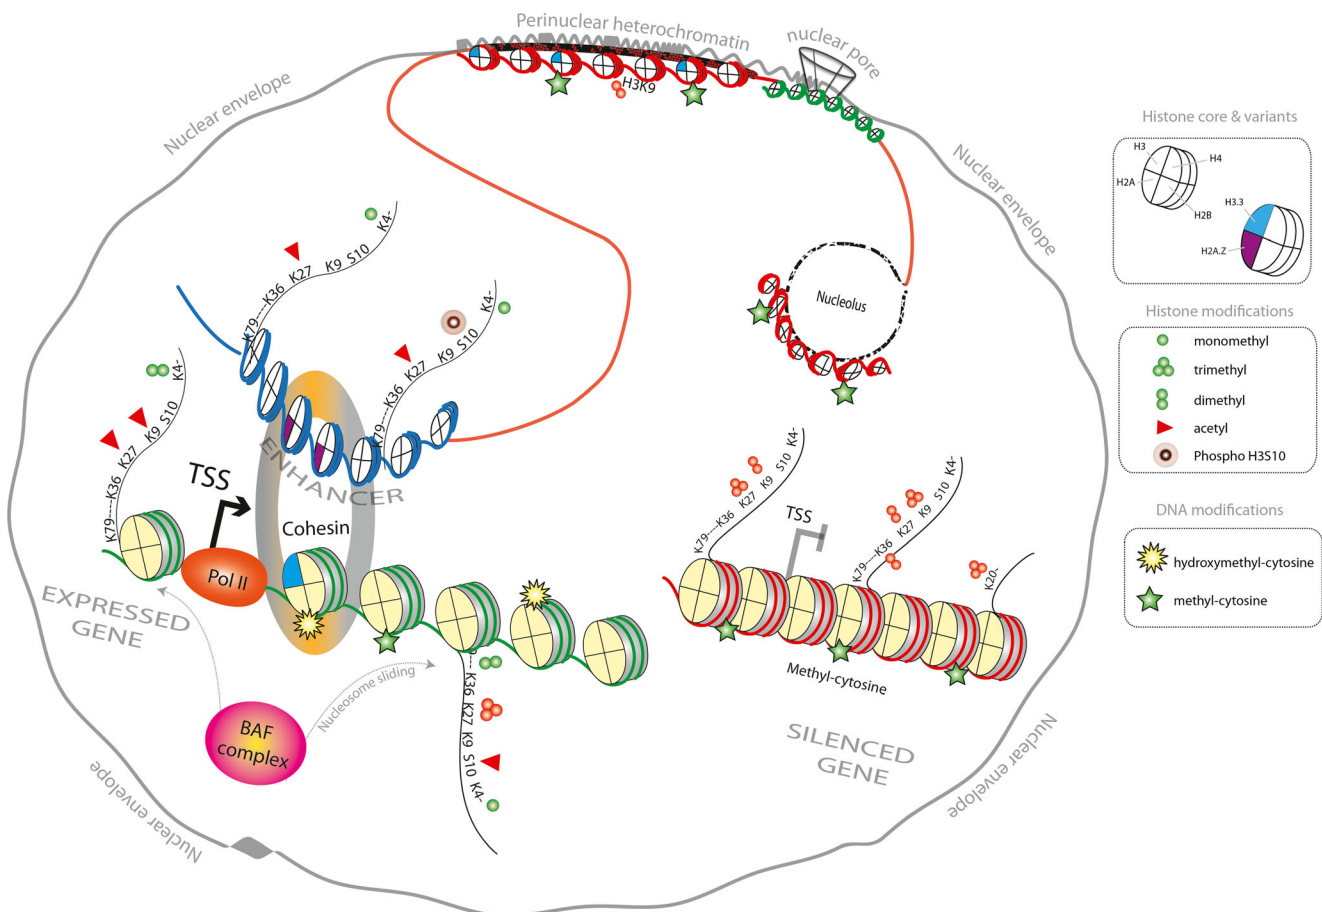 Perinuclear heterochromatin
nuclear pore
Nuclear envelope
Nuclear envelope
H3K9
Histone core & variants
H3
H4
H2A
H2B
H3.3
H2A.Z
Nucleolus
K79----K36 K27 K9 S10 K4-
K79----K36 K27 K9 S10 K4-
K79----K36 K27 K9 S10 K4-
TSS
ENHANCER
Cohesin
Pol II
EXPRESSED
GENE
BAF
complex
Nucleosome sliding
K36 K27 K9 S10 K4-
K79----K36 K27 K9 S10 K4-
TSS
K79----K36 K27 K9 S10 K4-
K20-
Methyl-cytosine
SILENCED
GENE
Nuclear envelope
Nuclear envelope
Histone modifications
monomethyl
trimethyl
dimethyl
acetyl
Phospho H3S10
DNA modifications
hydroxymethyl-cytosine
methyl-cytosine